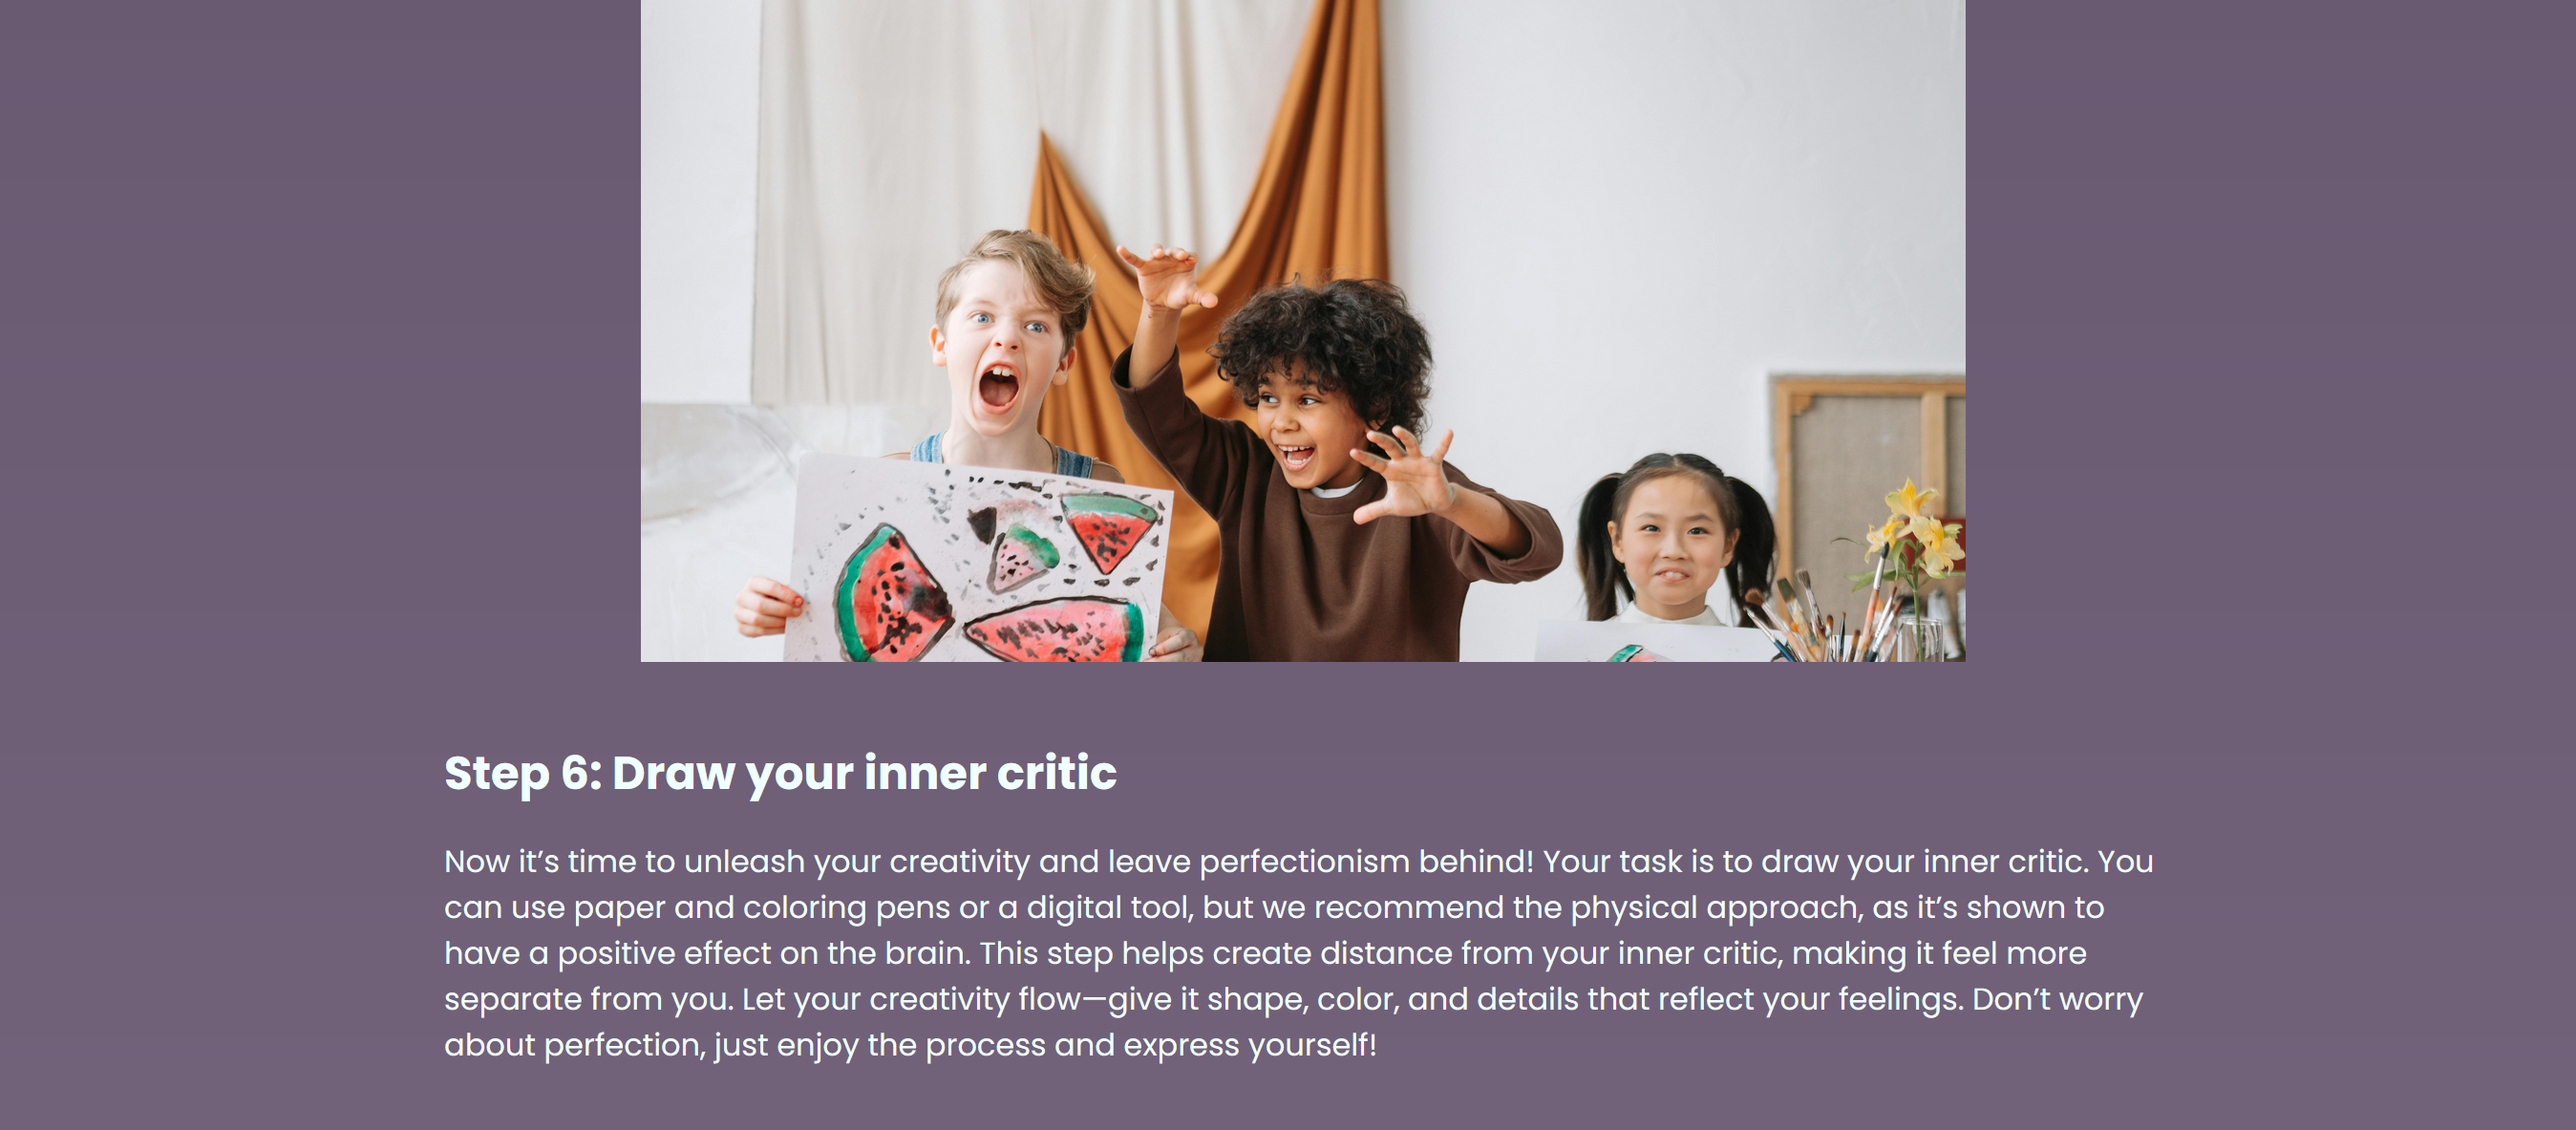 Step 6: Draw your inner critic
Now it’s time to unleash your creativity and leave perfectionism behind! Your task is to draw your inner critic. You
can use paper and coloring pens or a digital tool, but we recommend the physical approach, as it’s shown to
have a positive effect on the brain. This step helps create distance from your inner critic, making it feel more
separate from you. Let your creativity flow—give it shape, color, and details that reflect your feelings. Don’t worry
about perfection, just enjoy the process and express yourself!